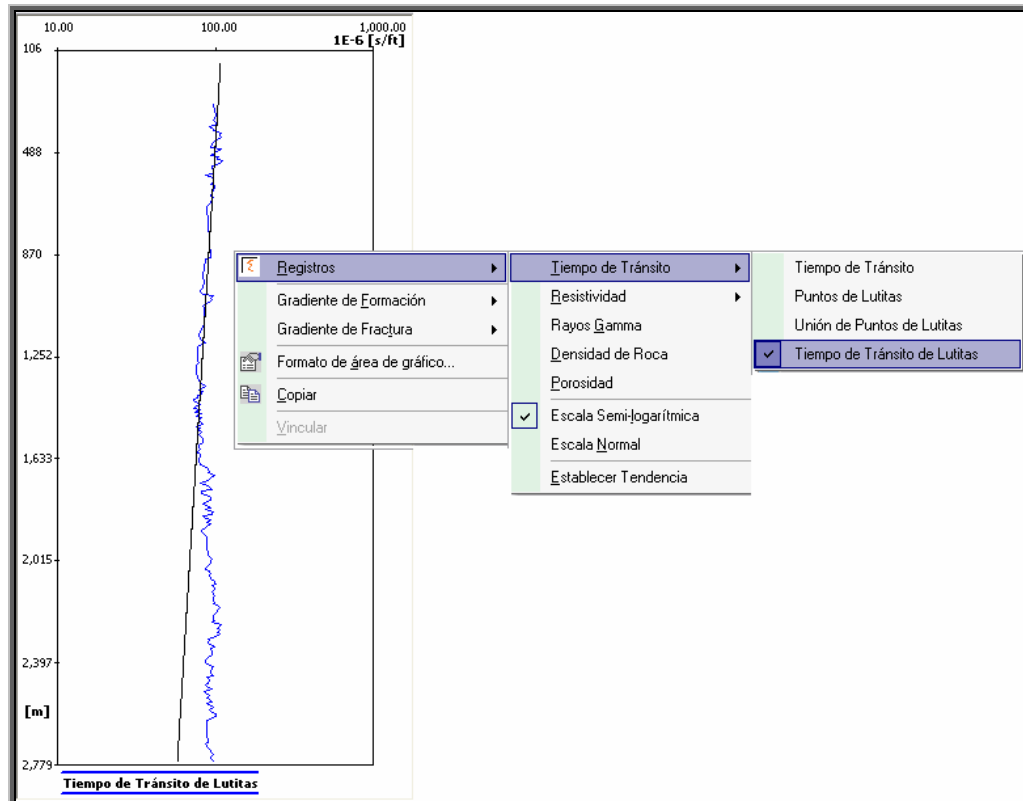 10.00 100.00 1,000.00
1E-6 [s/ft]
106
488
870
1,252
1,633
2,015
2,397
[m]
2,779
Tiempo de Tránsito de Lutitas
Registros
Gradiente de Formación
Gradiente de Fractura
Formato de área de gráfico...
Copiar
Vincular
Tiempo de Tránsito
Resistividad
Rayos Gamma
Densidad de Roca
Porosidad
Escala Semi-logarítmica
Escala Normal
Establecer Tendencia
Tiempo de Tránsito
Puntos de Lutitas
Unión de Puntos de Lutitas
Tiempo de Tránsito de Lutitas